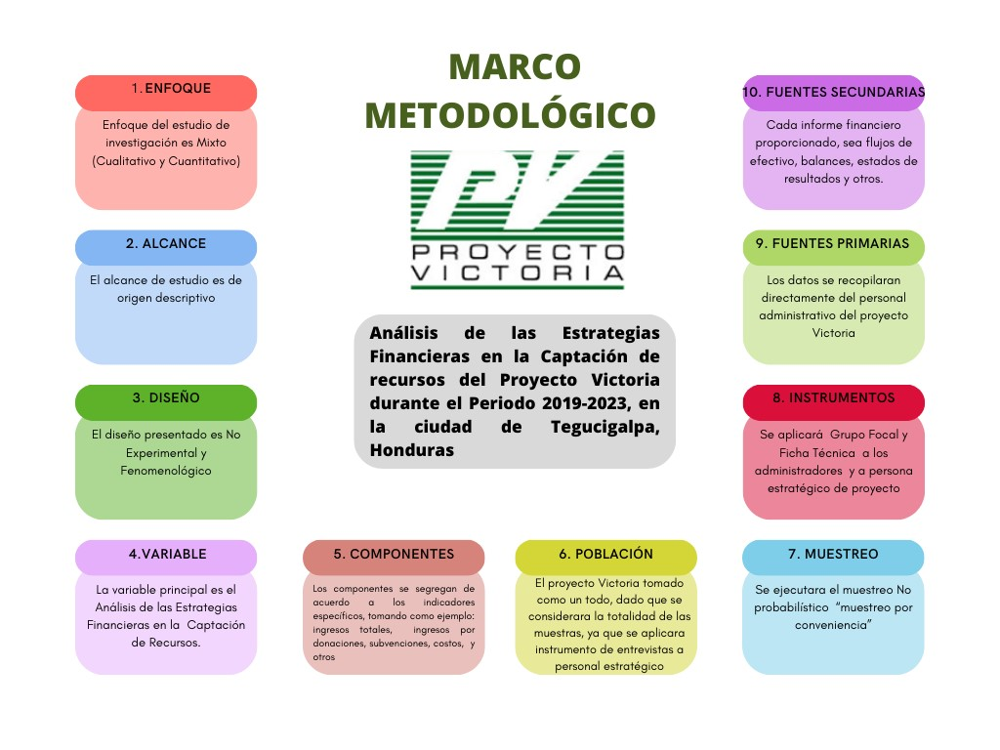 MARCO
METODOLÓGICO
PROYECTO
VICTORIA
Análisis de las Estrategias
Financieras en la Captación de
recursos del Proyecto Victoria
durante el Periodo 2019-2023, en
la ciudad de Tegucigalpa,
Honduras
1.ENFOQUE
Enfoque del estudio de
investigación es Mixto
(Cualitativo y Cuantitativo)
2. ALCANCE
El alcance de estudio es de
origen descriptivo
3. DISEÑO
El diseño presentado es No
Experimental y
Fenomenológico
4.VARIABLE
La variable principal es el
Análisis de las Estrategias
Financieras en la Captación
de Recursos.
5. COMPONENTES
Los componentes se segregan de
acuerdo a los indicadores
específicos, tomando como ejemplo:
ingresos totales, ingresos por
donaciones, subvenciones, costos, y
otros
6. POBLACIÓN
El proyecto Victoria tomado
como un todo, dado que se
considerara la totalidad de las
muestras, ya que se aplicara
instrumento de entrevistas a
personal estratégico
7. MUESTREO
Se ejecutara el muestreo No
probabilístico “muestreo por
conveniencia”
8. INSTRUMENTOS
Se aplicará Grupo Focal y
Ficha Técnica a los
administradores y a persona
estratégico de proyecto
9. FUENTES PRIMARIAS
Los datos se recopilaran
directamente del personal
administrativo del proyecto
Victoria
10. FUENTES SECUNDARIAS
Cada informe financiero
proporcionado, sea flujos de
efectivo, balances, estados de
resultados y otros.